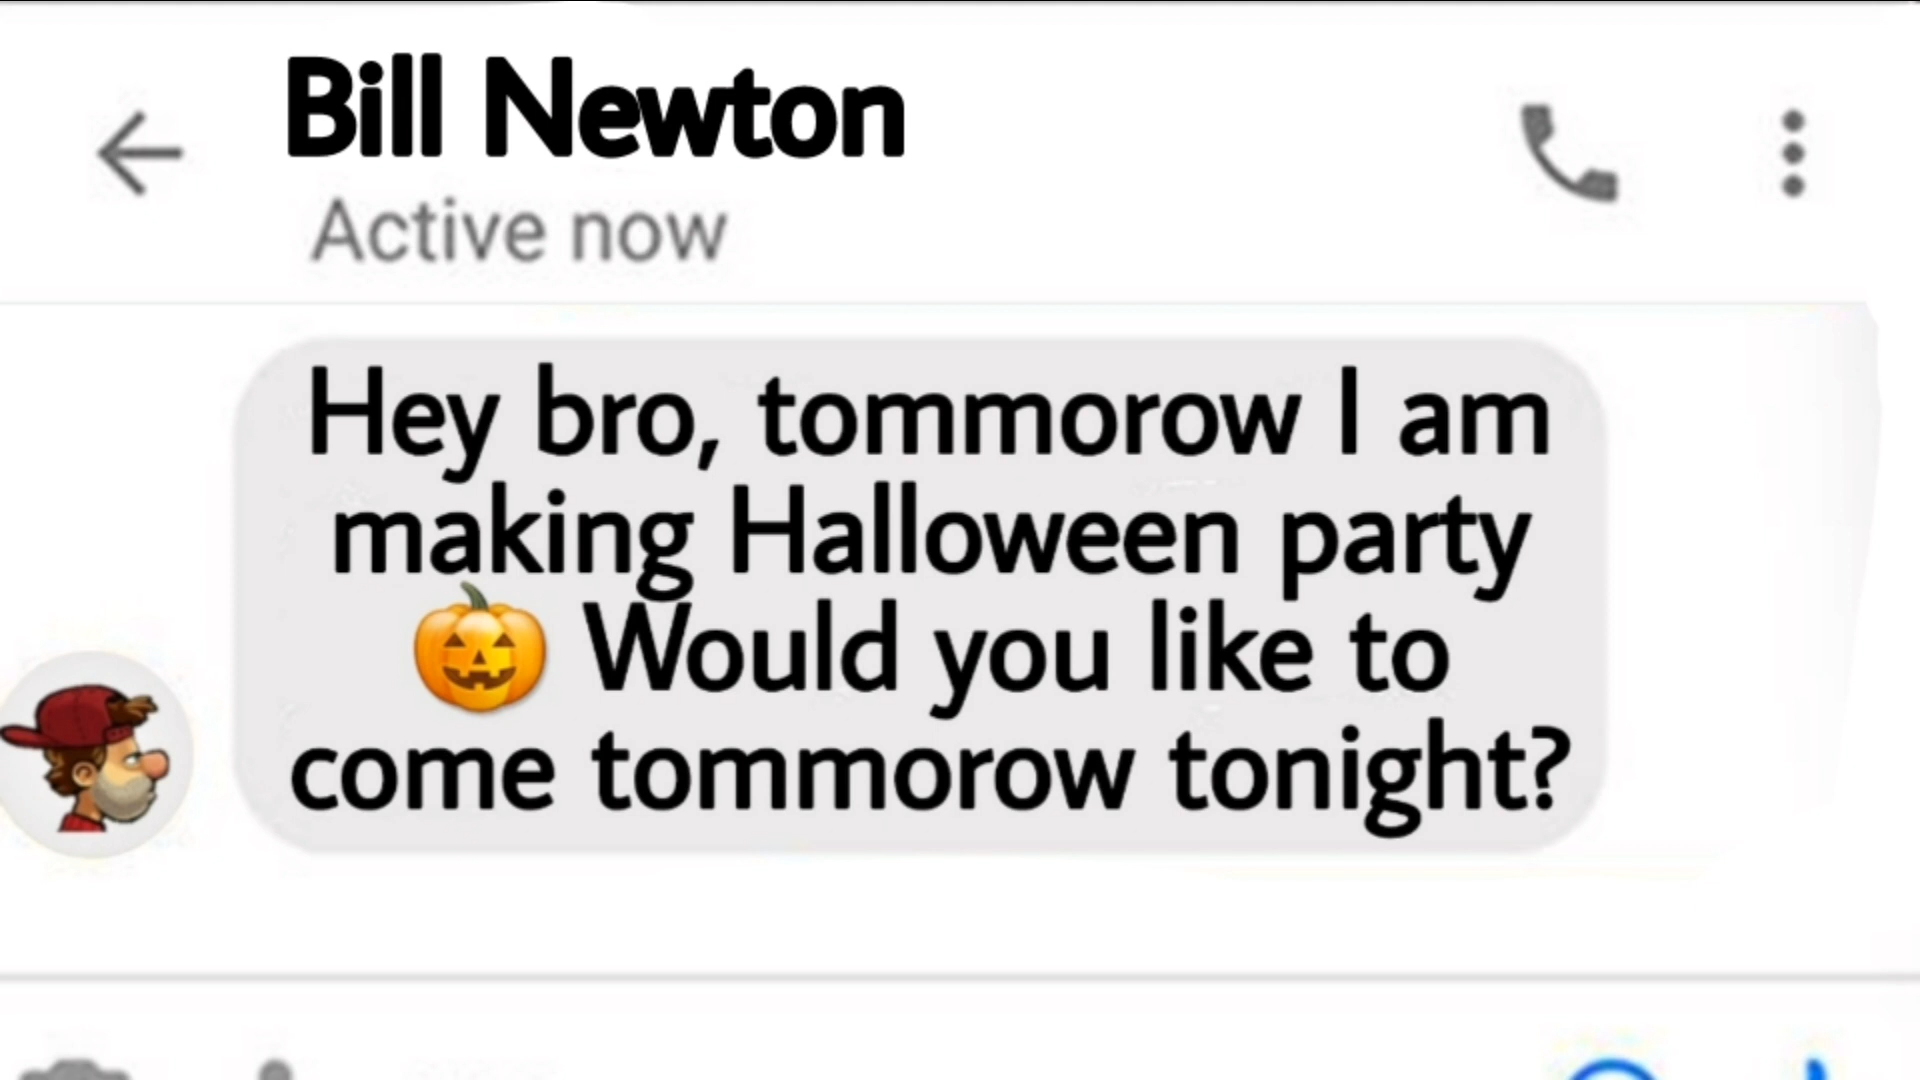 Bill Newton
Active now
Hey bro, tommorow I am
making Halloween party
🎃 Would you like to
come tommorow tonight?